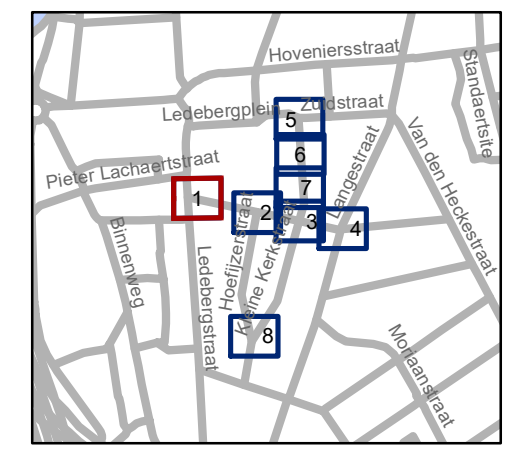 Hoveniersstraat
Standaertsite
Ledebergplein
Zuidstraat
5
Van den Heckestraat
6
Langestraat
Pieter Lachaertstraat
7
1
2
3
4
Binnenweg
Ledebergstraat
Hoefijzerstraat
Kleine Kerkstraat
8
Moriaanstraat